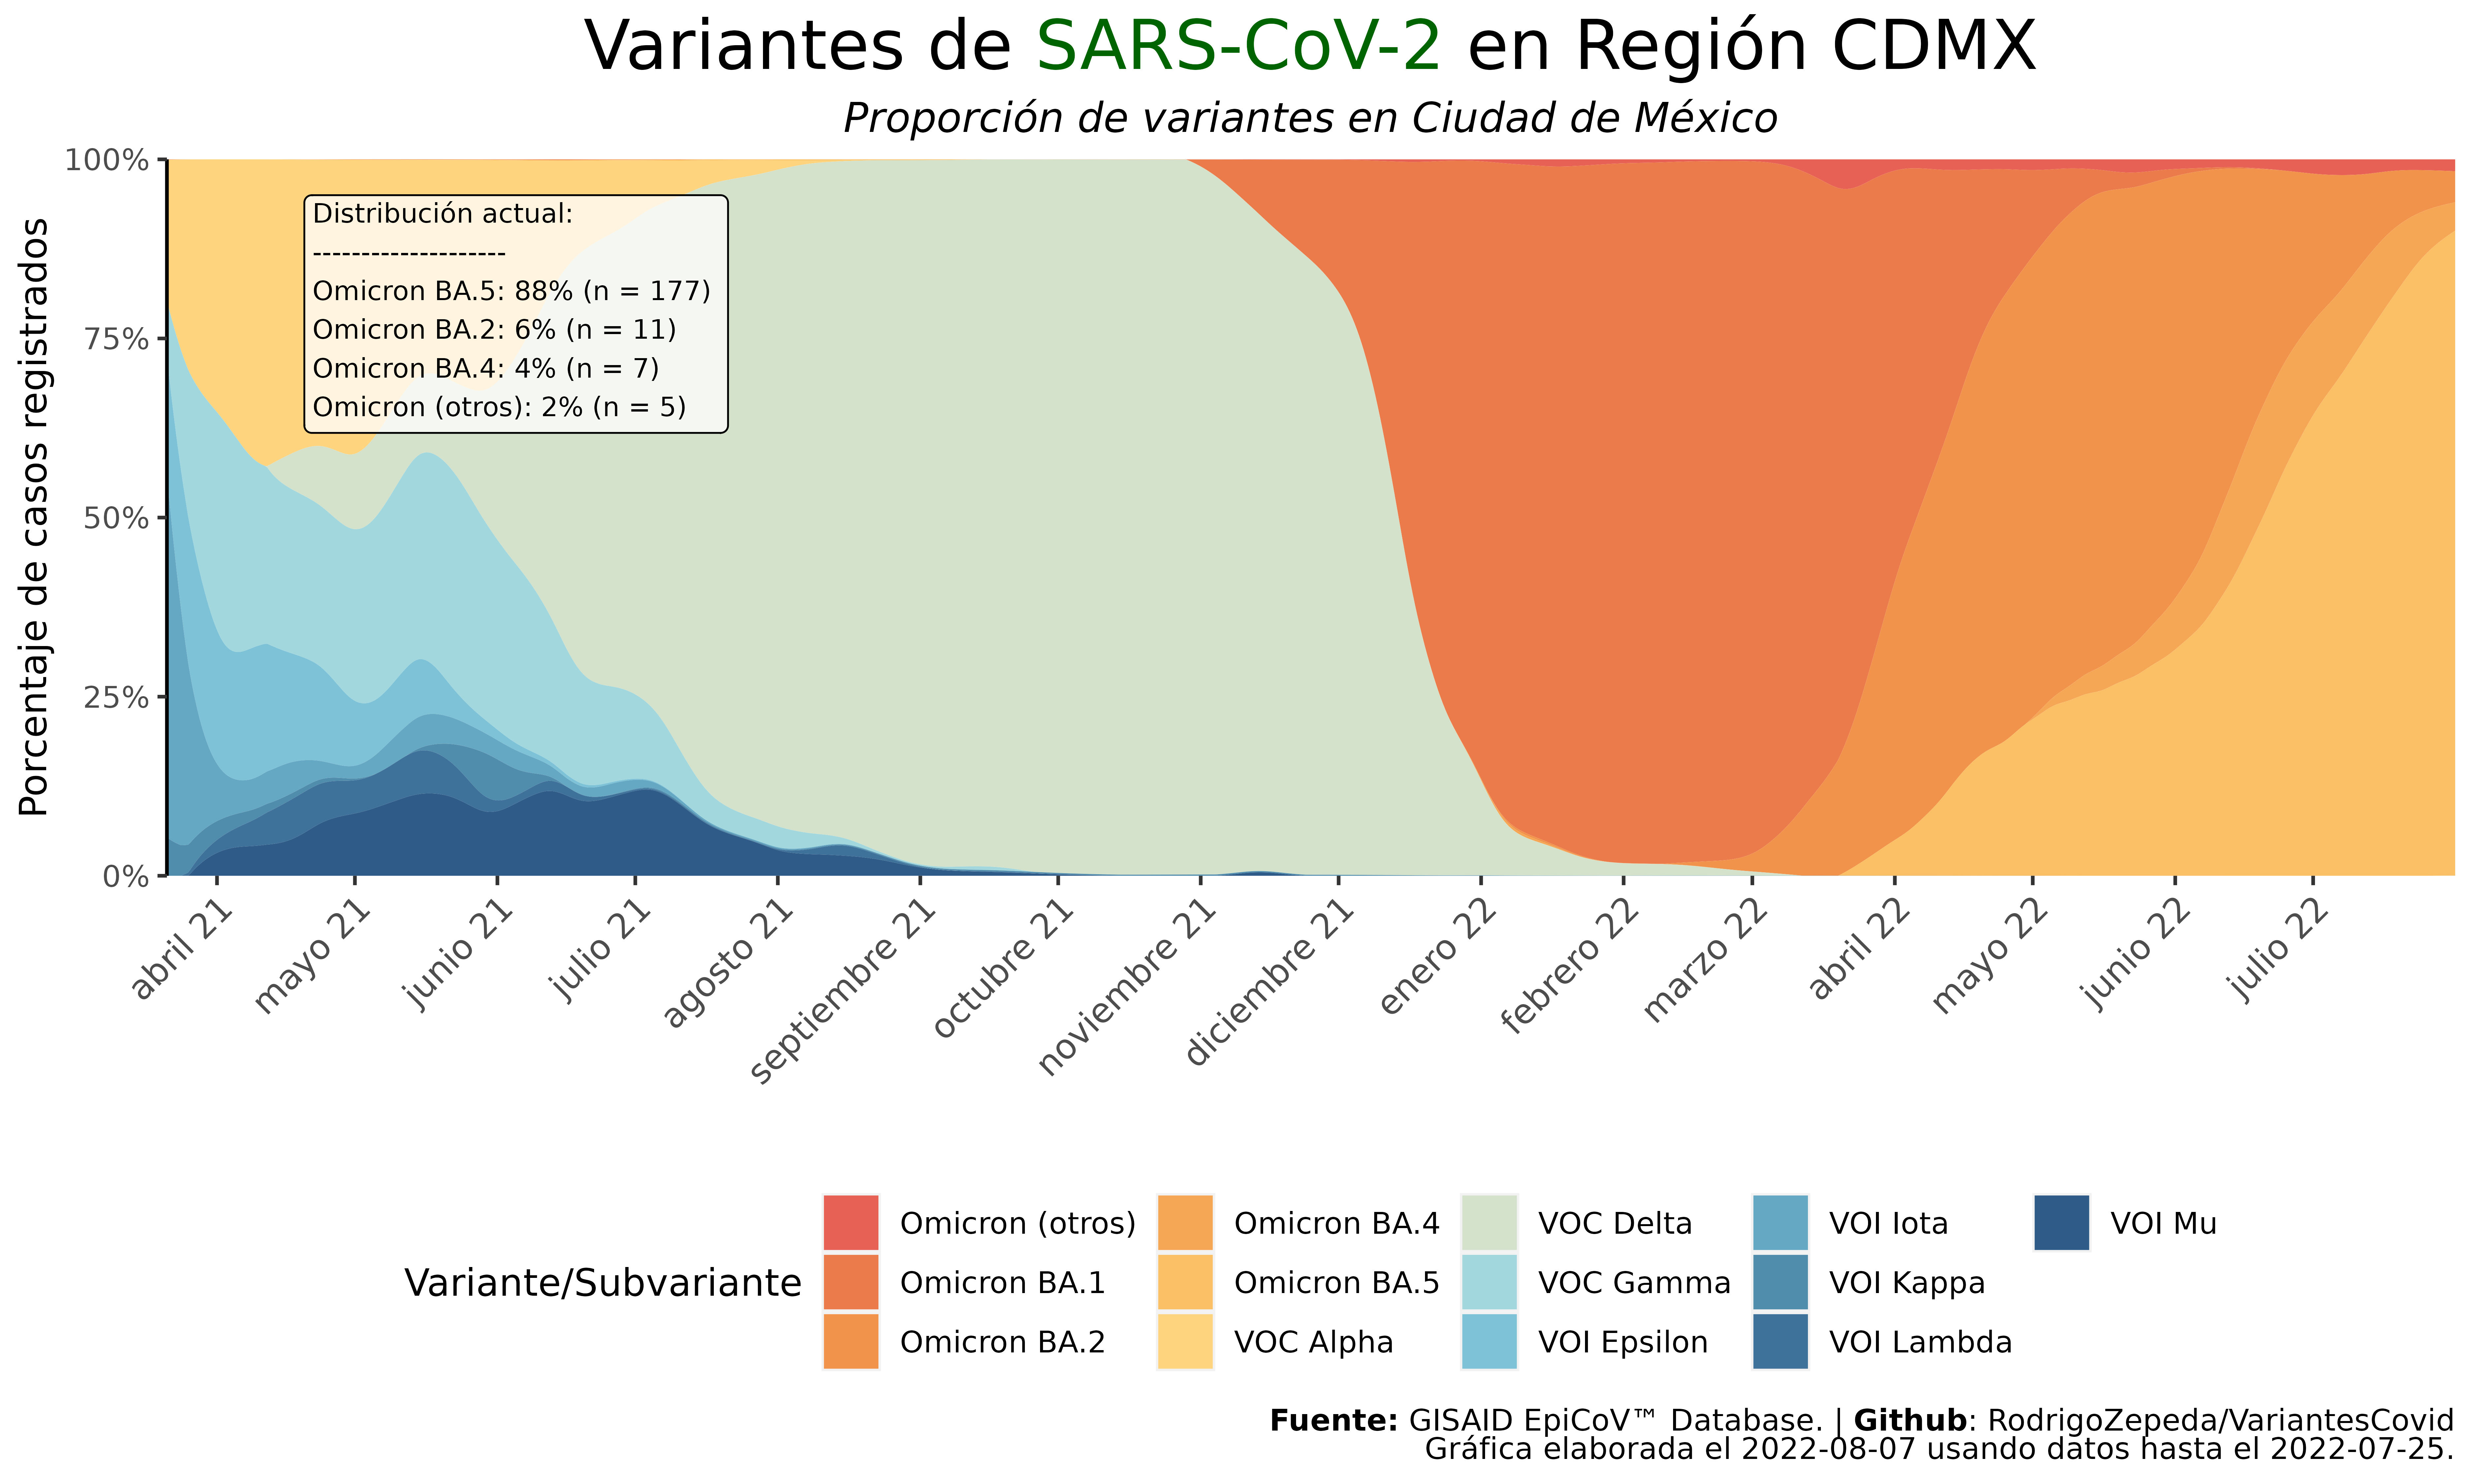 Variantes de SARS-CoV-2 en Región CDMX
Proporción de variantes en Ciudad de México
Porcentaje de casos registrados
100%
75%
50%
25%
0%
Distribución actual:
--------------------
Omicron BA.5: 88% (n = 177)
Omicron BA.2: 6% (n = 11)
Omicron BA.4: 4% (n = 7)
Omicron (otros): 2% (n = 5)
abril 21
mayo 21
junio 21
julio 21
agosto 21
septiembre 21
octubre 21
noviembre 21
diciembre 21
enero 22
febrero 22
marzo 22
abril 22
mayo 22
junio 22
julio 22
Variante/Subvariante
Omicron (otros)
Omicron BA.1
Omicron BA.2
Omicron BA.4
Omicron BA.5
VOC Alpha
VOC Delta
VOC Gamma
VOI Epsilon
VOI Iota
VOI Kappa
VOI Lambda
VOI Mu
Fuente: GISAID EpiCoV™ Database. | Github: RodrigoZepeda/VariantesCovid
Gráfica elaborada el 2022-08-07 usando datos hasta el 2022-07-25.